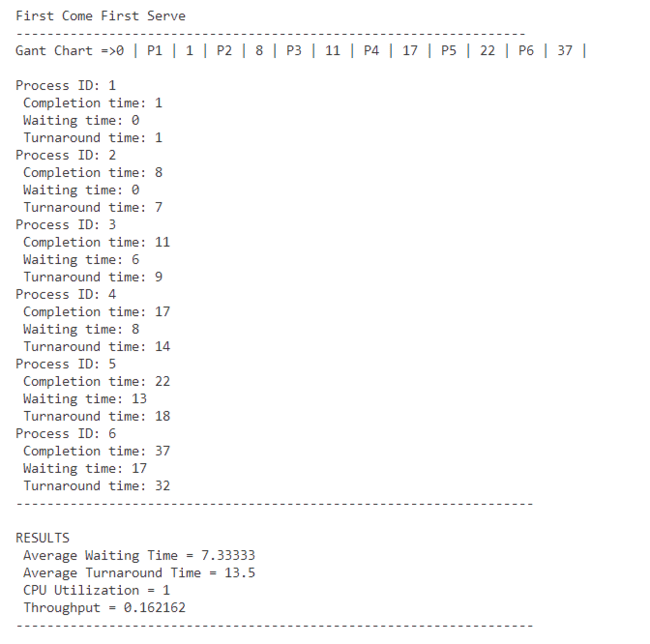 First Come First Serve
-----------------------------------------------------------------
Gant Chart =>0 | P1 | 1 | P2 | 8 | P3 | 11 | P4 | 17 | P5 | 22 | P6 | 37 |
Process ID: 1
Completion time: 1
Waiting time: 0
Turnaround time: 1
Process ID: 2
Completion time: 8
Waiting time: 0
Turnaround time: 7
Process ID: 3
Completion time: 11
Waiting time: 6
Turnaround time: 9
Process ID: 4
Completion time: 17
Waiting time: 8
Turnaround time: 14
Process ID: 5
Completion time: 22
Waiting time: 13
Turnaround time: 18
Process ID: 6
Completion time: 37
Waiting time: 17
Turnaround time: 32
------------------------------------------------------------------
RESULTS
Average Waiting Time = 7.33333
Average Turnaround Time = 13.5
CPU Utilization = 1
Throughput = 0.162162
------------------------------------------------------------------